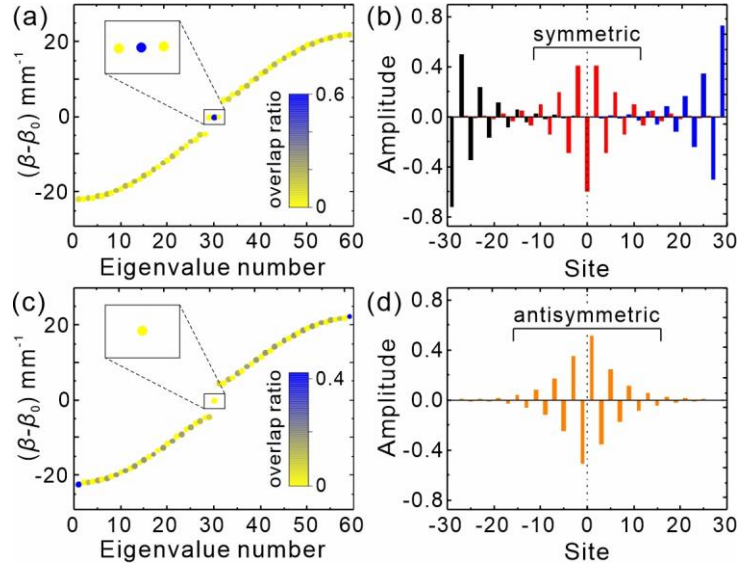 (a)
(β-β₀) mm⁻¹
20
0
-20
overlap ratio
0.6
0
0 10 20 30 40 50 60
Eigenvalue number
(b)
Amplitude
0.8
0.4
0.0
-0.4
-0.8
symmetric
-30 -20 -10 0 10 20 30
Site
(c)
(β-β₀) mm⁻¹
20
0
-20
overlap ratio
0.4
0
0 10 20 30 40 50 60
Eigenvalue number
(d)
Amplitude
0.8
0.4
0.0
-0.4
-0.8
antisymmetric
-30 -20 -10 0 10 20 30
Site